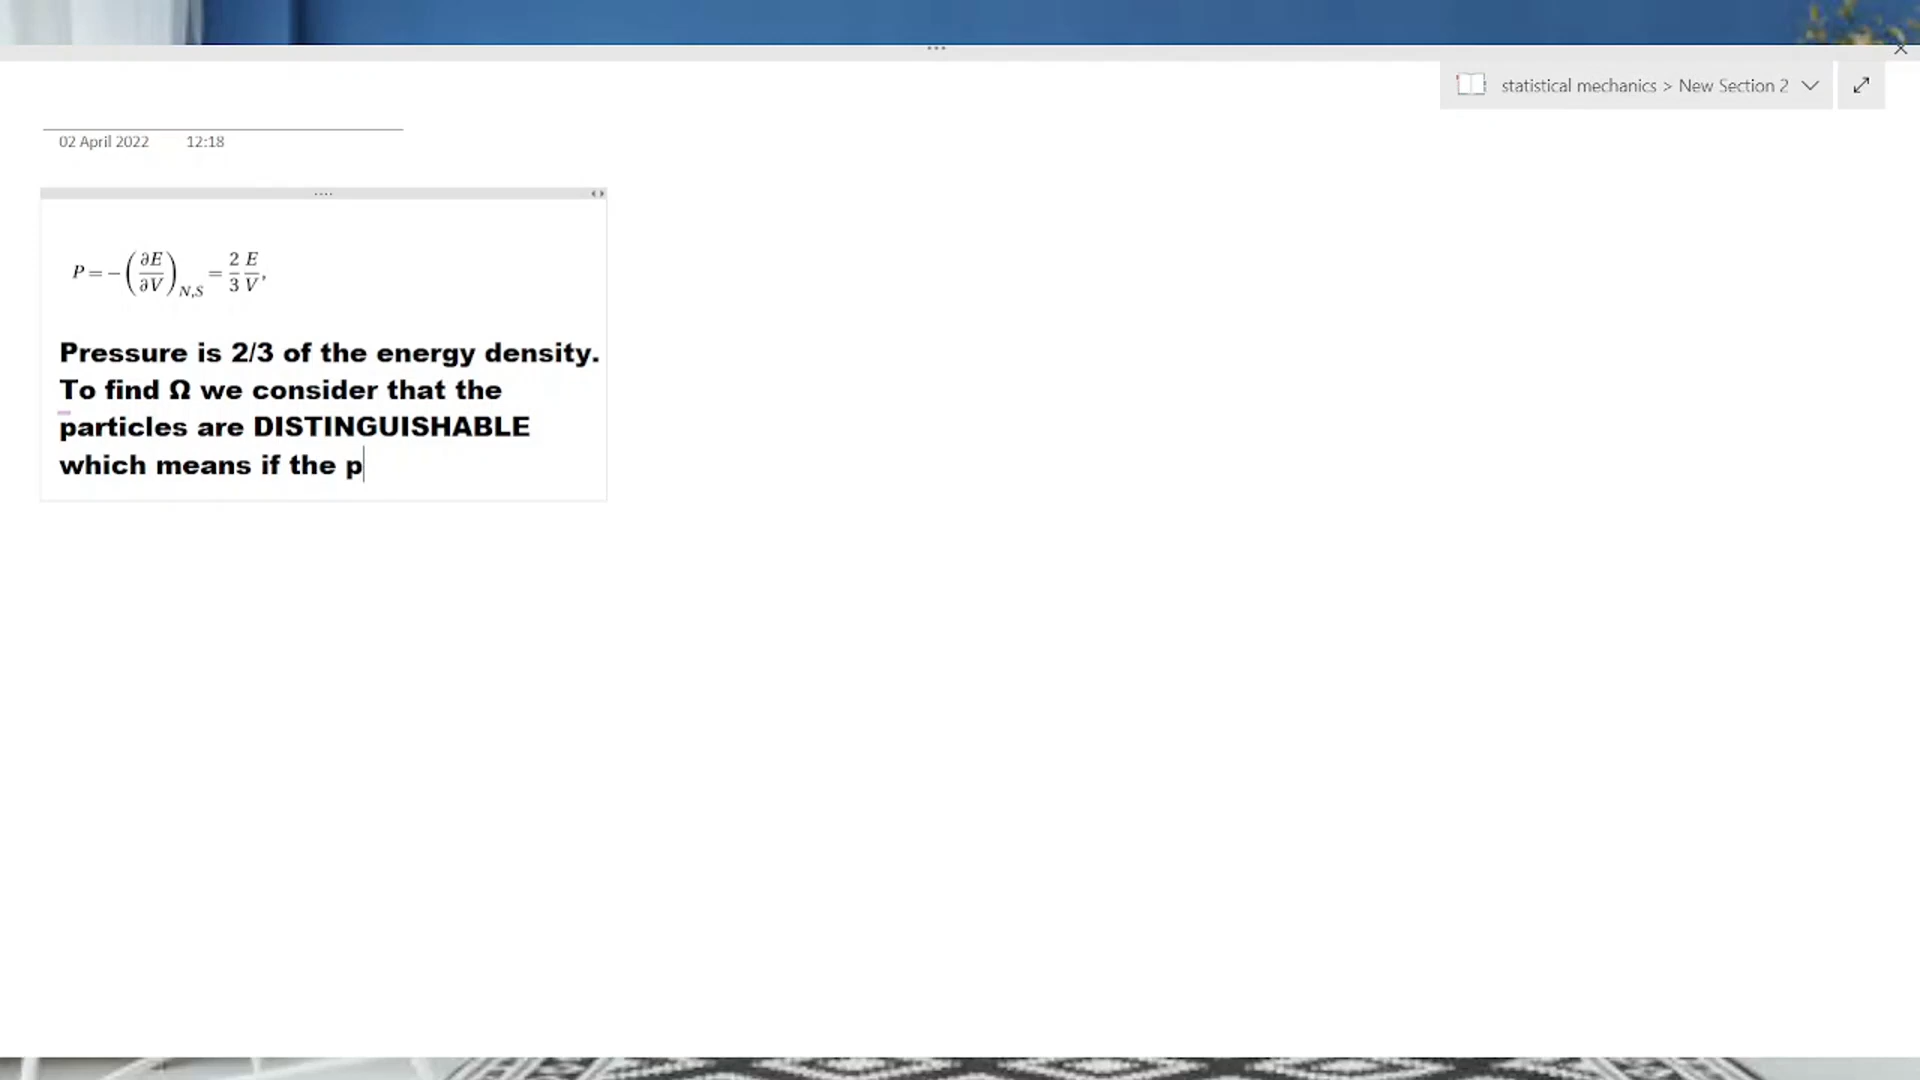 statistical mechanics > New Section 2
02 April 2022 12:18
P = −(∂E/∂V)N,S = 2/3 E/V,
Pressure is 2/3 of the energy density.
To find Ω we consider that the
particles are DISTINGUISHABLE
which means if the p